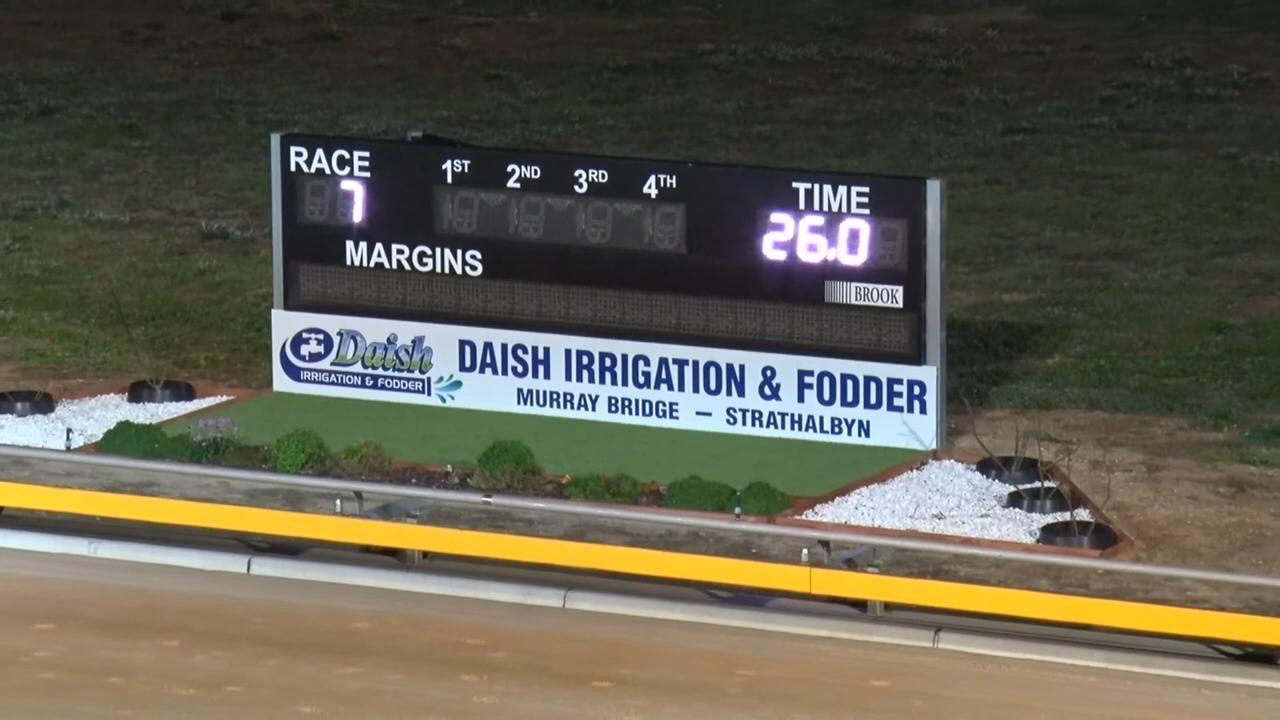 RACE 1ST 2ND 3RD 4TH TIME
7 26.0
MARGINS
BROOK
Daish
IRRIGATION & FODDER
DAISH IRRIGATION & FODDER
MURRAY BRIDGE — STRATHALBYN